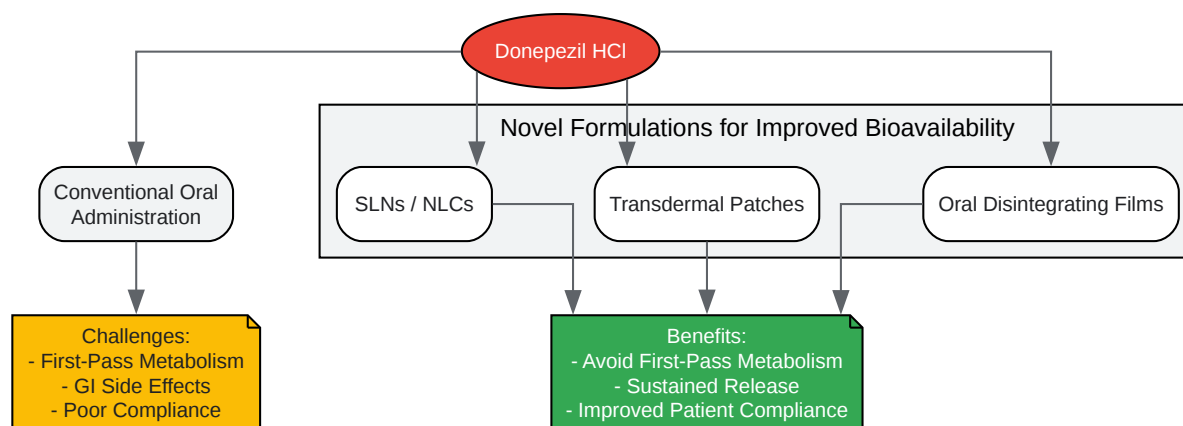 Donepezil HCl
Novel Formulations for Improved Bioavailability
Conventional Oral
Administration
SLNs / NLCs
Transdermal Patches
Oral Disintegrating Films
Challenges:
- First-Pass Metabolism
- GI Side Effects
- Poor Compliance
Benefits:
- Avoid First-Pass Metabolism
- Sustained Release
- Improved Patient Compliance